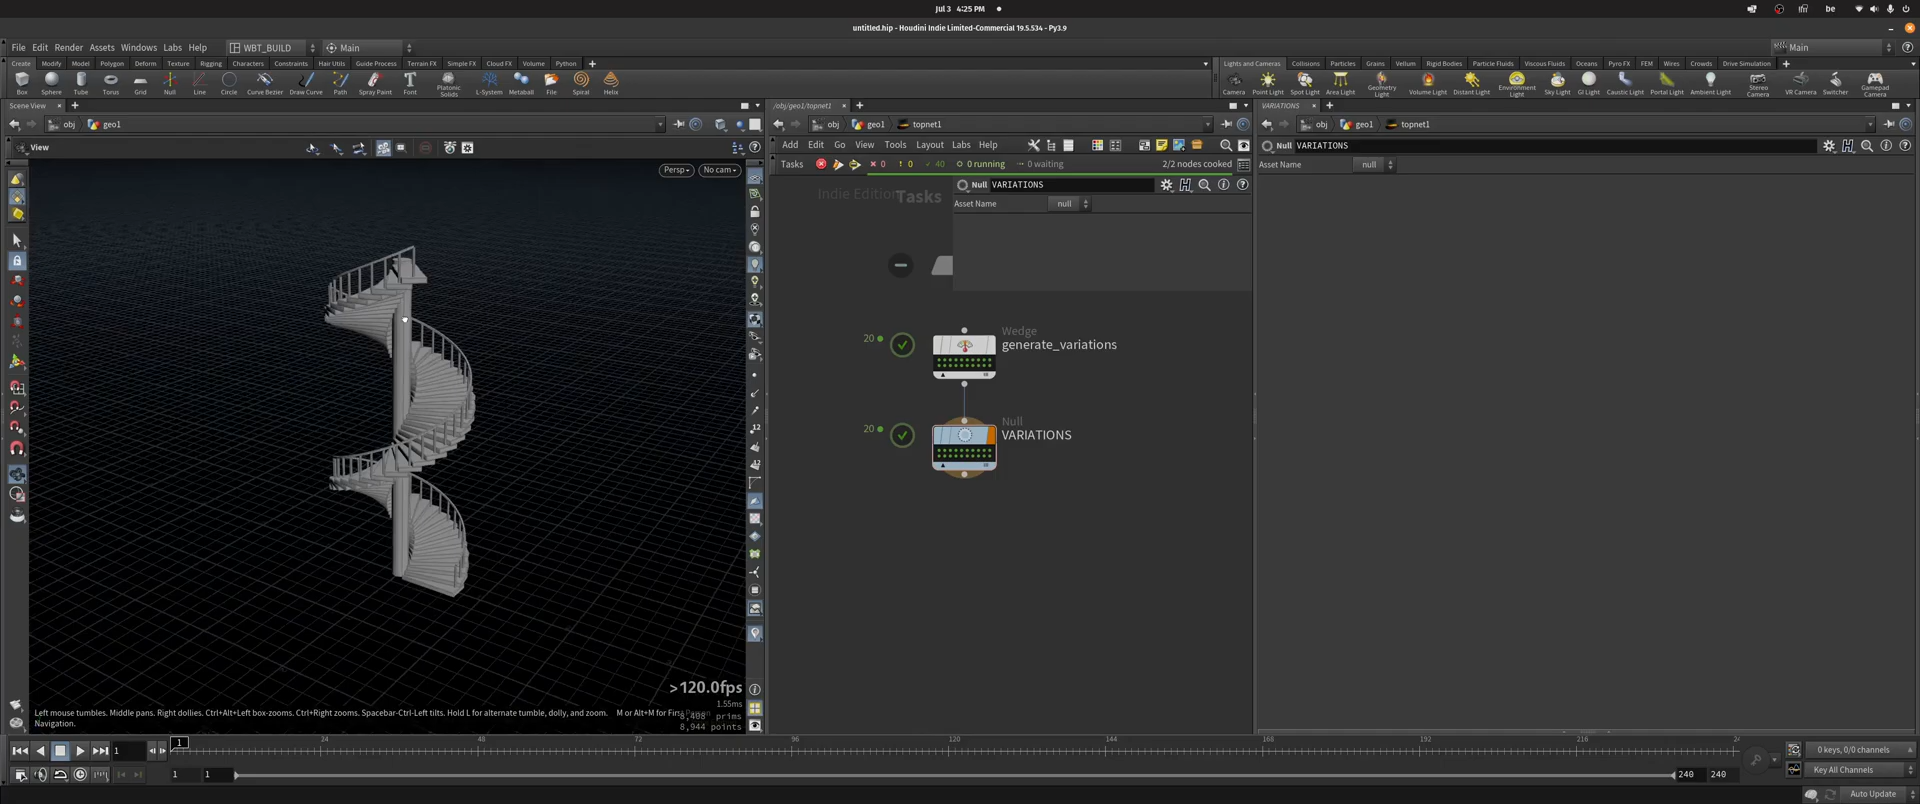 Jul 3 4:25 PM
be
untitled.hip - Houdini Indie Limited-Commercial 19.5.534 - Py3.9
File Edit Render Assets Windows Labs Help WBT_BUILD Main
Main
Create Modify Model Polygon Deform Texture Rigging Characters Constraints Hair Utils Guide Process Terrain FX Simple FX Cloud FX Volume Python
Lights and Cameras Collisions Particles Grains Vellum Rigid Bodies Particle Fluids Viscous Fluids Oceans Pyro FX FEM Wires Crowds Drive Simulation
Box Sphere Tube Torus Grid Null Line Circle Curve Bezier Draw Curve Path Spray Paint Font Platonic Solids L-System Metaball File Spiral Helix
Camera Point Light Spot Light Area Light Geometry Light Volume Light Distant Light Environment Light Sky Light GI Light Caustic Light Portal Light Ambient Light Stereo Camera VR Camera Switcher Gamepad Camera
Scene View
/obj/geo1/topnet1
VARIATIONS
obj geo1
obj geo1 topnet1
obj geo1 topnet1
View
Add Edit Go View Tools Layout Labs Help
Null VARIATIONS
Tasks 0 0 40 0 running 0 waiting 2/2 nodes cooked
Asset Name null
Persp No cam
Indie Edition Tasks
Null VARIATIONS
Asset Name null
20
Wedge
generate_variations
20
Null
VARIATIONS
>120.0fps
1.55ms
8,408 prims
8,944 points
Left mouse tumbles. Middle pans. Right dollies. Ctrl+Alt+Left box-zooms. Ctrl+Right zooms. Spacebar-Ctrl-Left tilts. Hold L for alternate tumble, dolly, and zoom. M or Alt+M for First
Navigation.
1 1 24 48 72 96 120 144 168 192 216 24
0 keys, 0/0 channels
1 1 240 240
Key All Channels
Auto Update